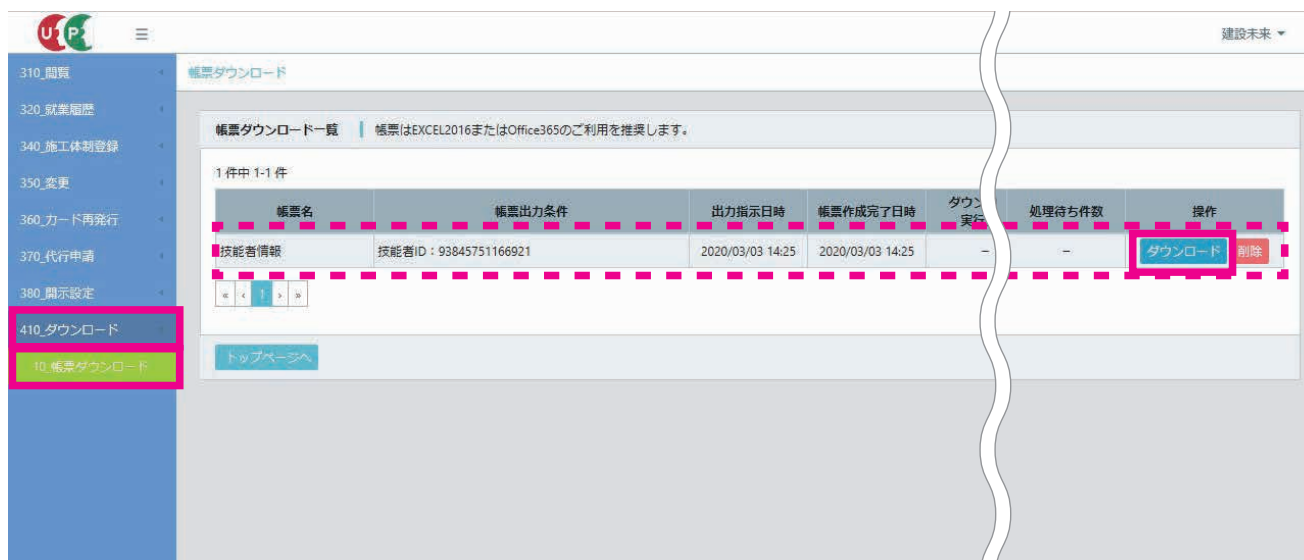 U P
建設未来
310_閲覧
帳票ダウンロード
320_就業履歴
帳票ダウンロード一覧 帳票はEXCEL2016またはOffice365のご利用を推奨します。
340_施工体制登録
1 件中 1-1 件
350_変更
帳票名 帳票出力条件 出力指示日時 帳票作成完了日時 ダウン 実行 処理待ち件数 操作
360_カード再発行
技能者情報 技能者ID:93845751166921 2020/03/03 14:25 2020/03/03 14:25 － － ダウンロード 削除
370_代行申請
380_開示設定
« ‹ 1 › »
410_ダウンロード
10_帳票ダウンロード
トップページへ